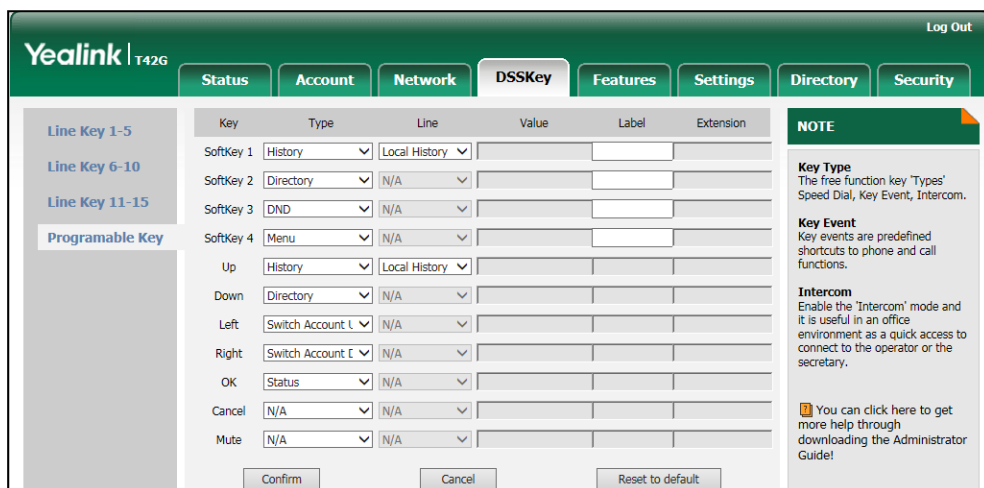 Log Out
Yealink T42G
Status Account Network DSSKey Features Settings Directory Security
Line Key 1-5
Line Key 6-10
Line Key 11-15
Programable Key
Key Type Line Value Label Extension
SoftKey 1 History Local History
SoftKey 2 Directory N/A
SoftKey 3 DND N/A
SoftKey 4 Menu N/A
Up History Local History
Down Directory N/A
Left Switch Account N/A
Right Switch Account N/A
OK Status N/A
Cancel N/A N/A
Mute N/A N/A
Confirm Cancel Reset to default
NOTE
Key Type
The free function key 'Types'
Speed Dial, Key Event, Intercom.
Key Event
Key events are predefined
shortcuts to phone and call
functions.
Intercom
Enable the 'Intercom' mode and
it is useful in an office
environment as a quick access to
connect to the operator or the
secretary.
You can click here to get
more help through
downloading the Administrator
Guide!